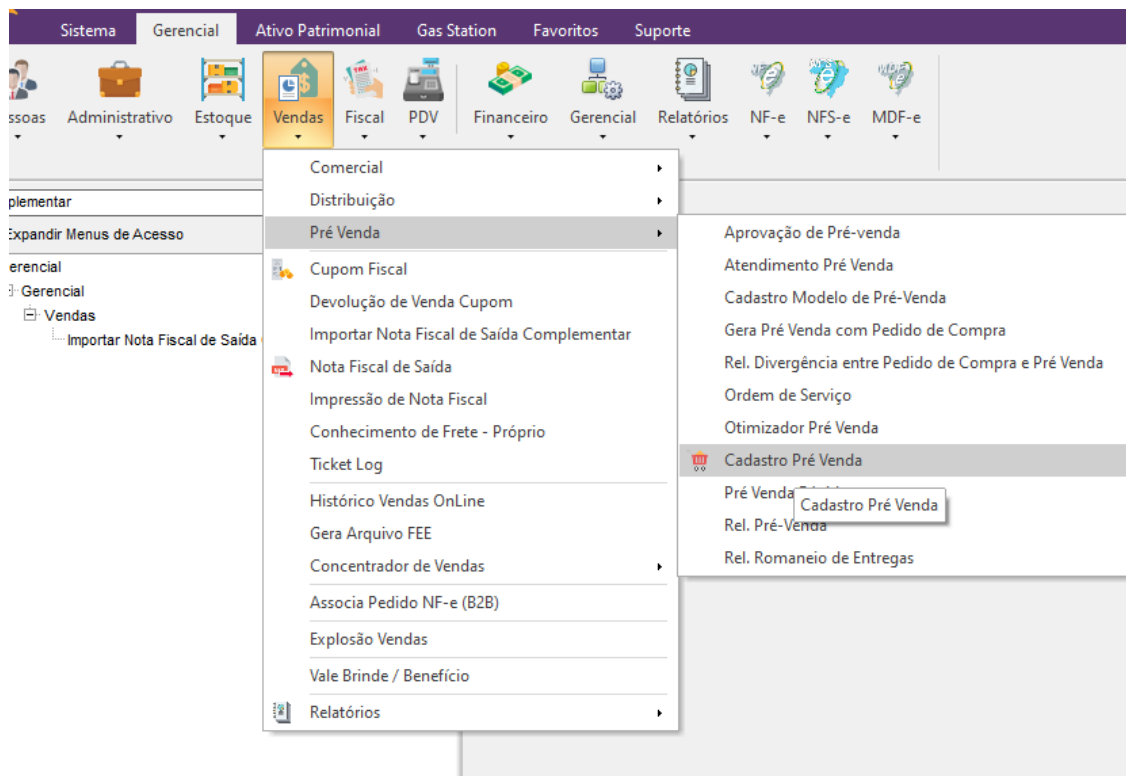 Sistema Gerencial Ativo Patrimonial Gas Station Favoritos Suporte
ssoas Administrativo Estoque Vendas Fiscal PDV Financeiro Gerencial Relatórios NF-e NFS-e MDF-e
plementar
Expandir Menus de Acesso
erencial
Gerencial
Vendas
Importar Nota Fiscal de Saída
Comercial
Distribuição
Pré Venda
Cupom Fiscal
Devolução de Venda Cupom
Importar Nota Fiscal de Saída Complementar
Nota Fiscal de Saída
Impressão de Nota Fiscal
Conhecimento de Frete - Próprio
Ticket Log
Histórico Vendas OnLine
Gera Arquivo FEE
Concentrador de Vendas
Associa Pedido NF-e (B2B)
Explosão Vendas
Vale Brinde / Benefício
Relatórios
Aprovação de Pré-venda
Atendimento Pré Venda
Cadastro Modelo de Pré-Venda
Gera Pré Venda com Pedido de Compra
Rel. Divergência entre Pedido de Compra e Pré Venda
Ordem de Serviço
Otimizador Pré Venda
Cadastro Pré Venda
Pré Venda
Cadastro Pré Venda
Rel. Pré-Venda
Rel. Romaneio de Entregas